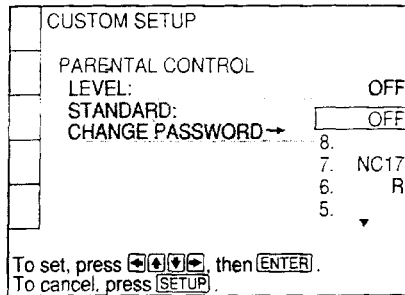 CUSTOM SETUP
PARENTAL CONTROL
LEVEL: OFF
STANDARD: OFF
CHANGE PASSWORD→
8.
7. NC17
6. R
5.
To set, press ←↑↓→, then ENTER.
To cancel, press SETUP.